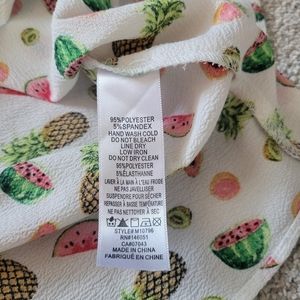 95%POLYESTER
5%SPANDEX
HAND WASH COLD
DO NOT BLEACH
LINE DRY
LOW IRON
DO NOT DRY CLEAN
95%POLYESTER
5%ÉLASTHANNE
LAVER À LA MAIN À L'EAU FROIDE
NE PAS JAVELLISER
SUSPENDRE POUR SÉCHER
REPASSER À BASSE TEMPÉRATURE
NE PAS NETTOYER À SEC
STYLE# M10796
RN#146051
CA#07043
MADE IN CHINA
FABRIQUÉ EN CHINE